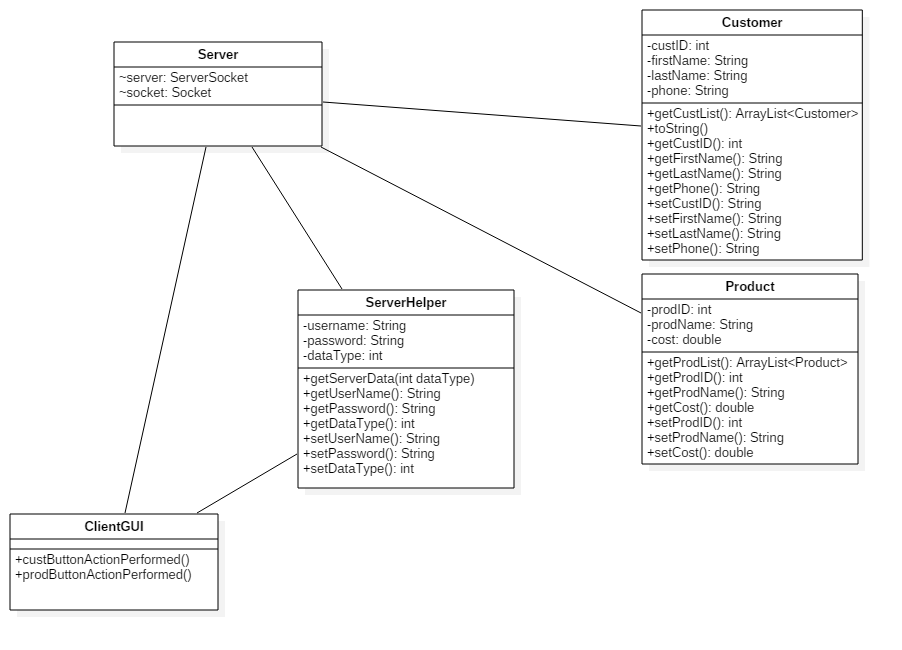 Server
~server: ServerSocket
~socket: Socket
Customer
-custID: int
-firstName: String
-lastName: String
-phone: String
+getCustList(): ArrayList<Customer>
+toString()
+getCustID(): int
+getFirstName(): String
+getLastName(): String
+getPhone(): String
+setCustID(): String
+setFirstName(): String
+setLastName(): String
+setPhone(): String
ServerHelper
-username: String
-password: String
-dataType: int
+getServerData(int dataType)
+getUserName(): String
+getPassword(): String
+getDataType(): int
+setUserName(): String
+setPassword(): String
+setDataType(): int
Product
-prodID: int
-prodName: String
-cost: double
+getProdList(): ArrayList<Product>
+getProdID(): int
+getProdName(): String
+getCost(): double
+setProdID(): int
+setProdName(): String
+setCost(): double
ClientGUI
+custButtonActionPerformed()
+prodButtonActionPerformed()